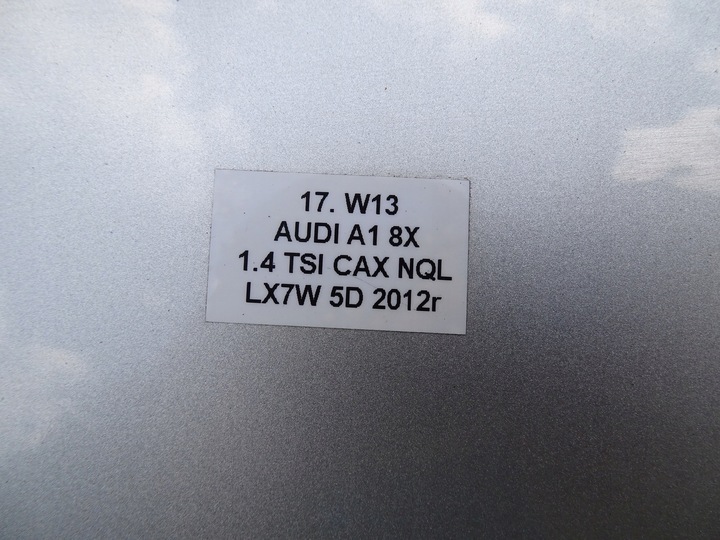 17. W13
AUDI A1 8X
1.4 TSI CAX NQL
LX7W 5D 2012r